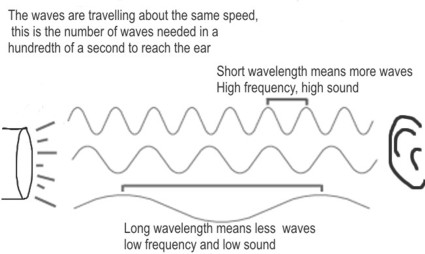 The waves are travelling about the same speed,
this is the number of waves needed in a
hundredth of a second to reach the ear
Short wavelength means more waves
High frequency, high sound
Long wavelength means less waves
low frequency and low sound